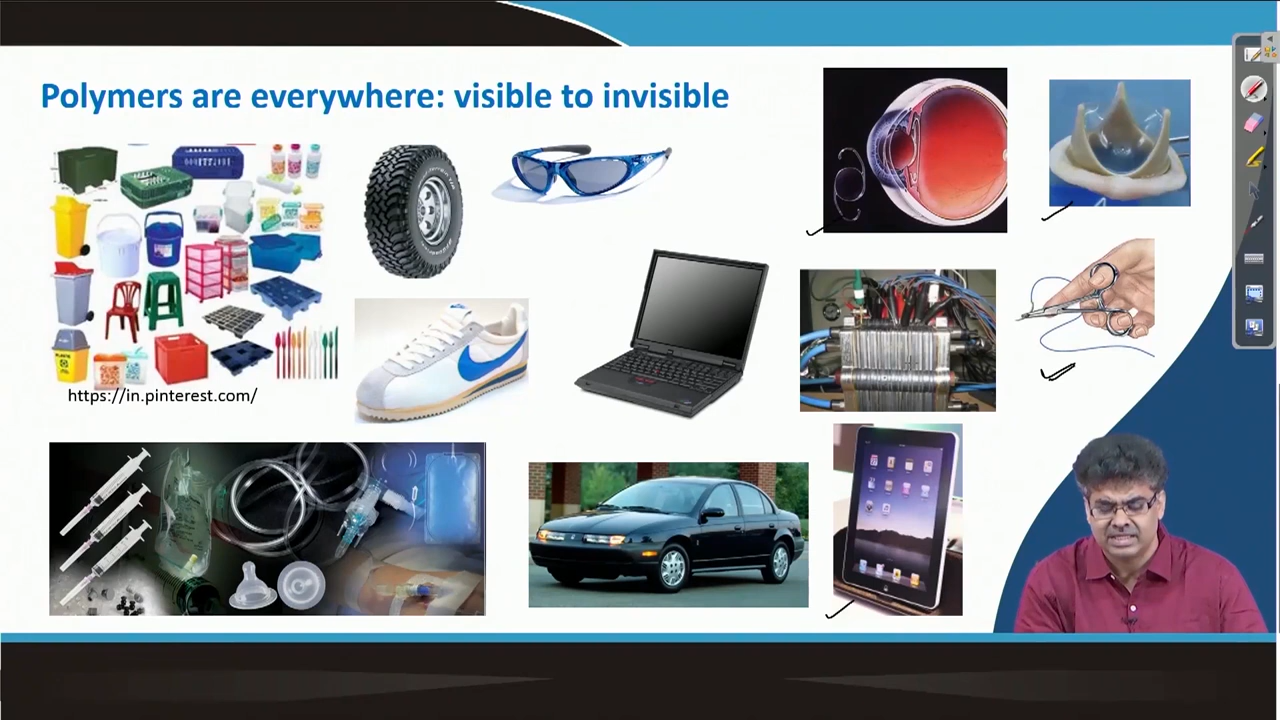 Polymers are everywhere: visible to invisible
https://in.pinterest.com/